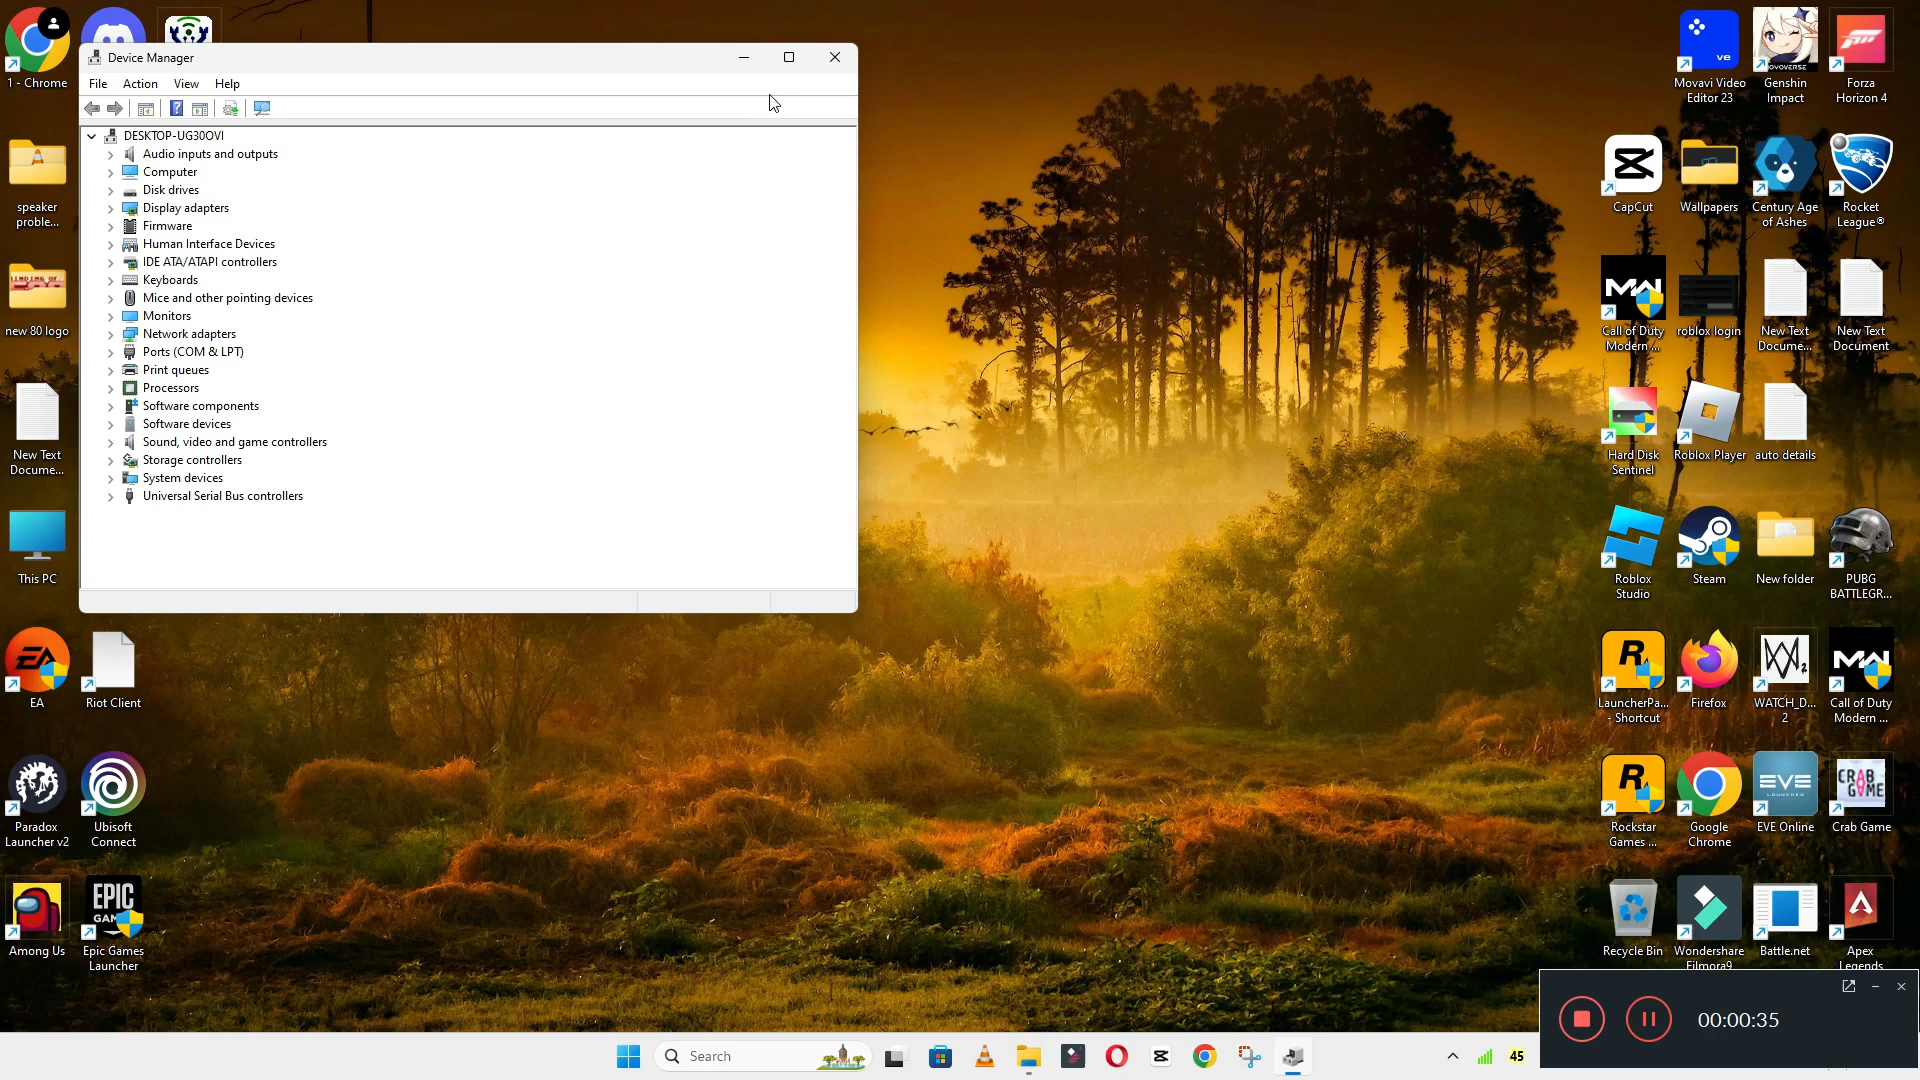 1 - Chrome
Device Manager
File Action View Help
DESKTOP-UG30OVI
Audio inputs and outputs
Computer
Disk drives
Display adapters
Firmware
Human Interface Devices
IDE ATA/ATAPI controllers
Keyboards
Mice and other pointing devices
Monitors
Network adapters
Ports (COM & LPT)
Print queues
Processors
Software components
Software devices
Sound, video and game controllers
Storage controllers
System devices
Universal Serial Bus controllers
speaker
proble...
new 80 logo
New Text
Docume...
This PC
EA
Riot Client
Paradox
Launcher v2
Ubisoft
Connect
EPIC
Among Us
Epic Games
Launcher
ve
Movavi Video
Editor 23
Genshin
Impact
Forza
Horizon 4
CapCut
Wallpapers
Century Age
of Ashes
Rocket
League®
Call of Duty
Modern ...
roblox login
New Text
Docume...
New Text
Document
Hard Disk
Sentinel
Roblox Player
auto details
Roblox
Studio
Steam
New folder
PUBG
BATTLEGR...
LauncherPa...
- Shortcut
Firefox
WATCH_D...
2
Call of Duty
Modern ...
Rockstar
Games ...
Google
Chrome
EVE
EVE Online
CRAB
GAME
Crab Game
Recycle Bin
Wondershare
Filmora9
Battle.net
Apex
Legends
00:00:35
Search
45